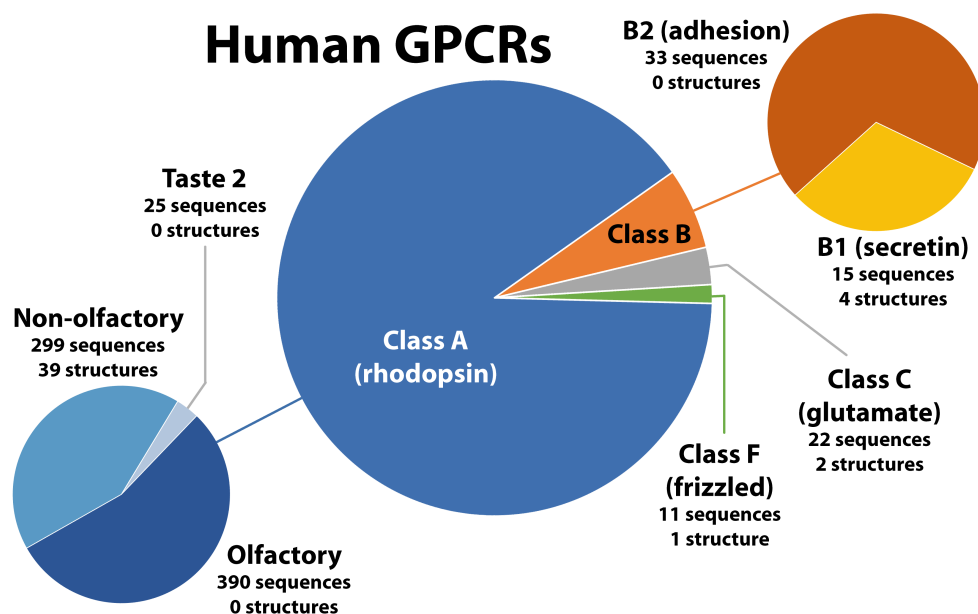 Human GPCRs
B2 (adhesion)
33 sequences
0 structures
Taste 2
25 sequences
0 structures
Class B
B1 (secretin)
15 sequences
4 structures
Non-olfactory
299 sequences
39 structures
Class A
(rhodopsin)
Class C
(glutamate)
22 sequences
2 structures
Class F
(frizzled)
11 sequences
1 structure
Olfactory
390 sequences
0 structures